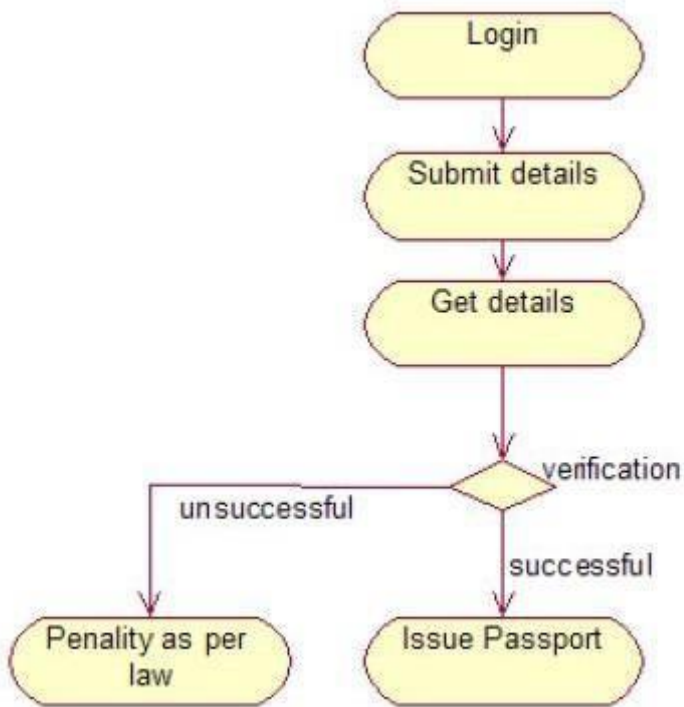 Login
Submit details
Get details
verification
unsuccessful
successful
Penality as per
law
Issue Passport